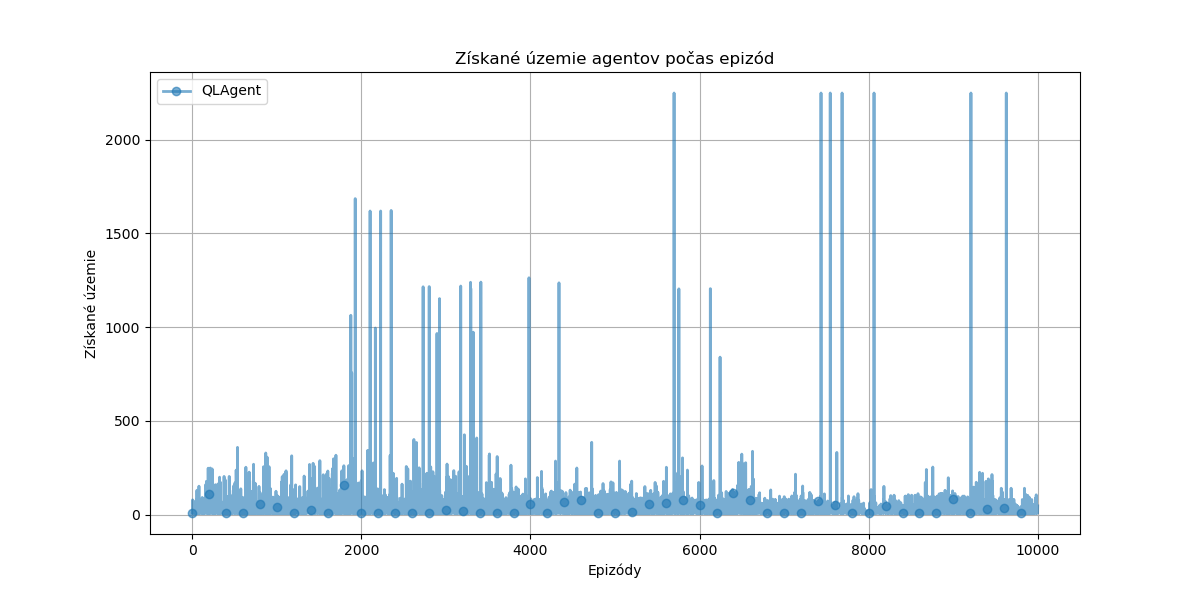 Získané územie agentov počas epizód
QLAgent
Získané územie
2000
1500
1000
500
0
0 2000 4000 6000 8000 10000
Epizódy